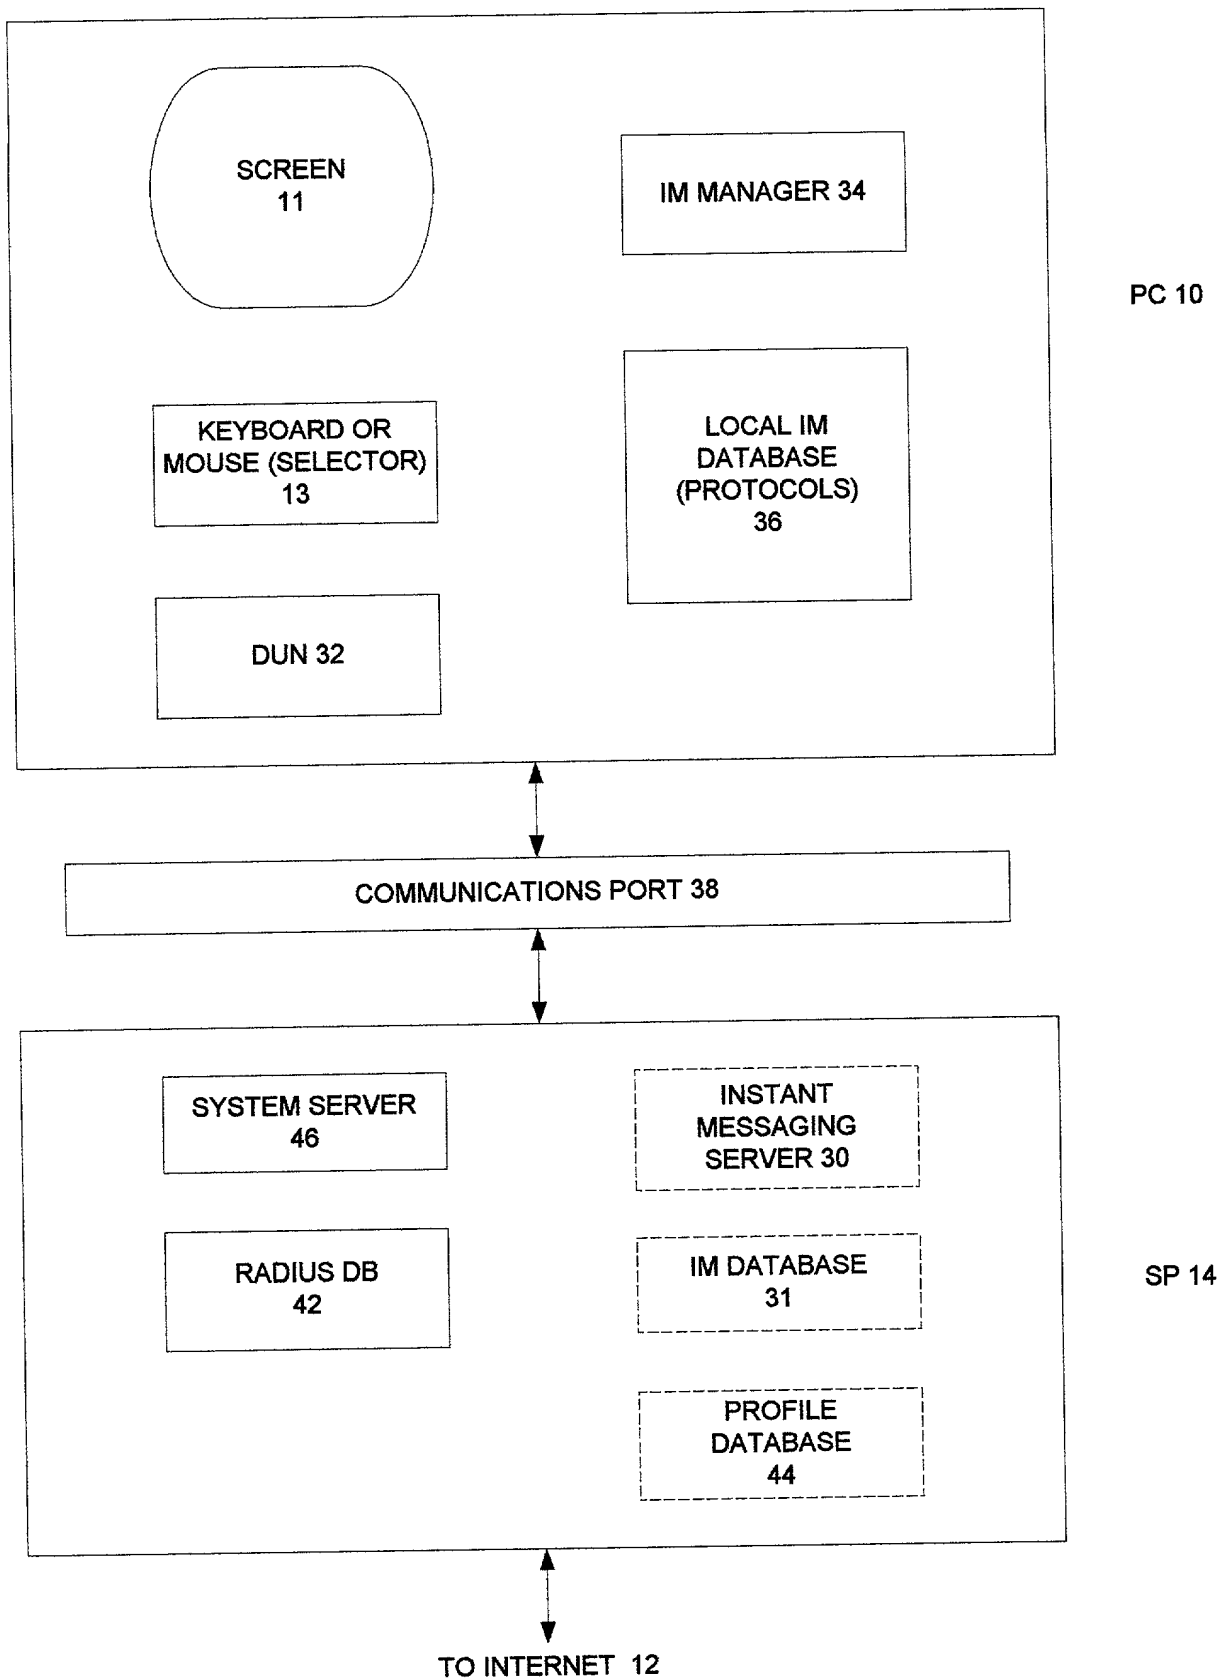 SCREEN
11
IM MANAGER 34
PC 10
KEYBOARD OR
MOUSE (SELECTOR)
13
LOCAL IM
DATABASE
(PROTOCOLS)
36
DUN 32
COMMUNICATIONS PORT 38
SYSTEM SERVER
46
INSTANT
MESSAGING
SERVER 30
RADIUS DB
42
IM DATABASE
31
SP 14
PROFILE
DATABASE
44
TO INTERNET 12